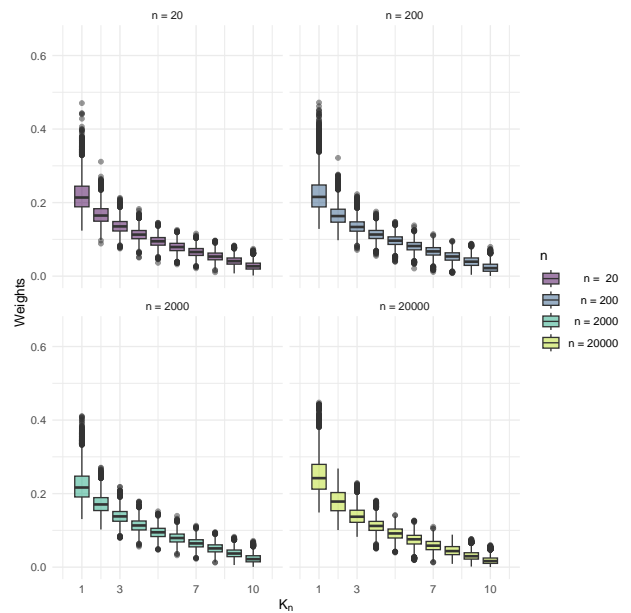 n = 20
n = 200
0.6
0.4
0.2
0.0
n = 2000
n = 20000
0.6
0.4
0.2
0.0
1
3
7
10
1
3
7
10
Weights
Kn
n
n = 20
n = 200
n = 2000
n = 20000